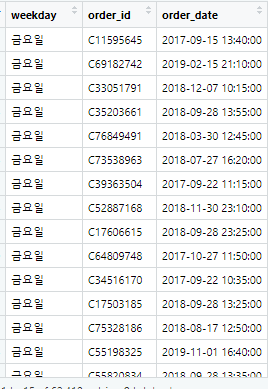 weekday order_id order_date
금요일 C11595645 2017-09-15 13:40:00
금요일 C69182742 2019-02-15 21:10:00
금요일 C33051791 2018-12-07 10:15:00
금요일 C35203661 2018-09-28 13:55:00
금요일 C76849491 2018-03-30 12:45:00
금요일 C73538963 2018-07-27 16:20:00
금요일 C39363504 2017-09-22 11:15:00
금요일 C52887168 2018-11-30 23:10:00
금요일 C17606615 2018-09-28 23:25:00
금요일 C64809748 2017-10-27 11:50:00
금요일 C34516170 2017-09-22 10:35:00
금요일 C17503185 2018-09-28 13:25:00
금요일 C75328186 2018-08-17 12:50:00
금요일 C55198325 2019-11-01 16:40:00
금요일 C55820834 2018-09-28 13:35:00